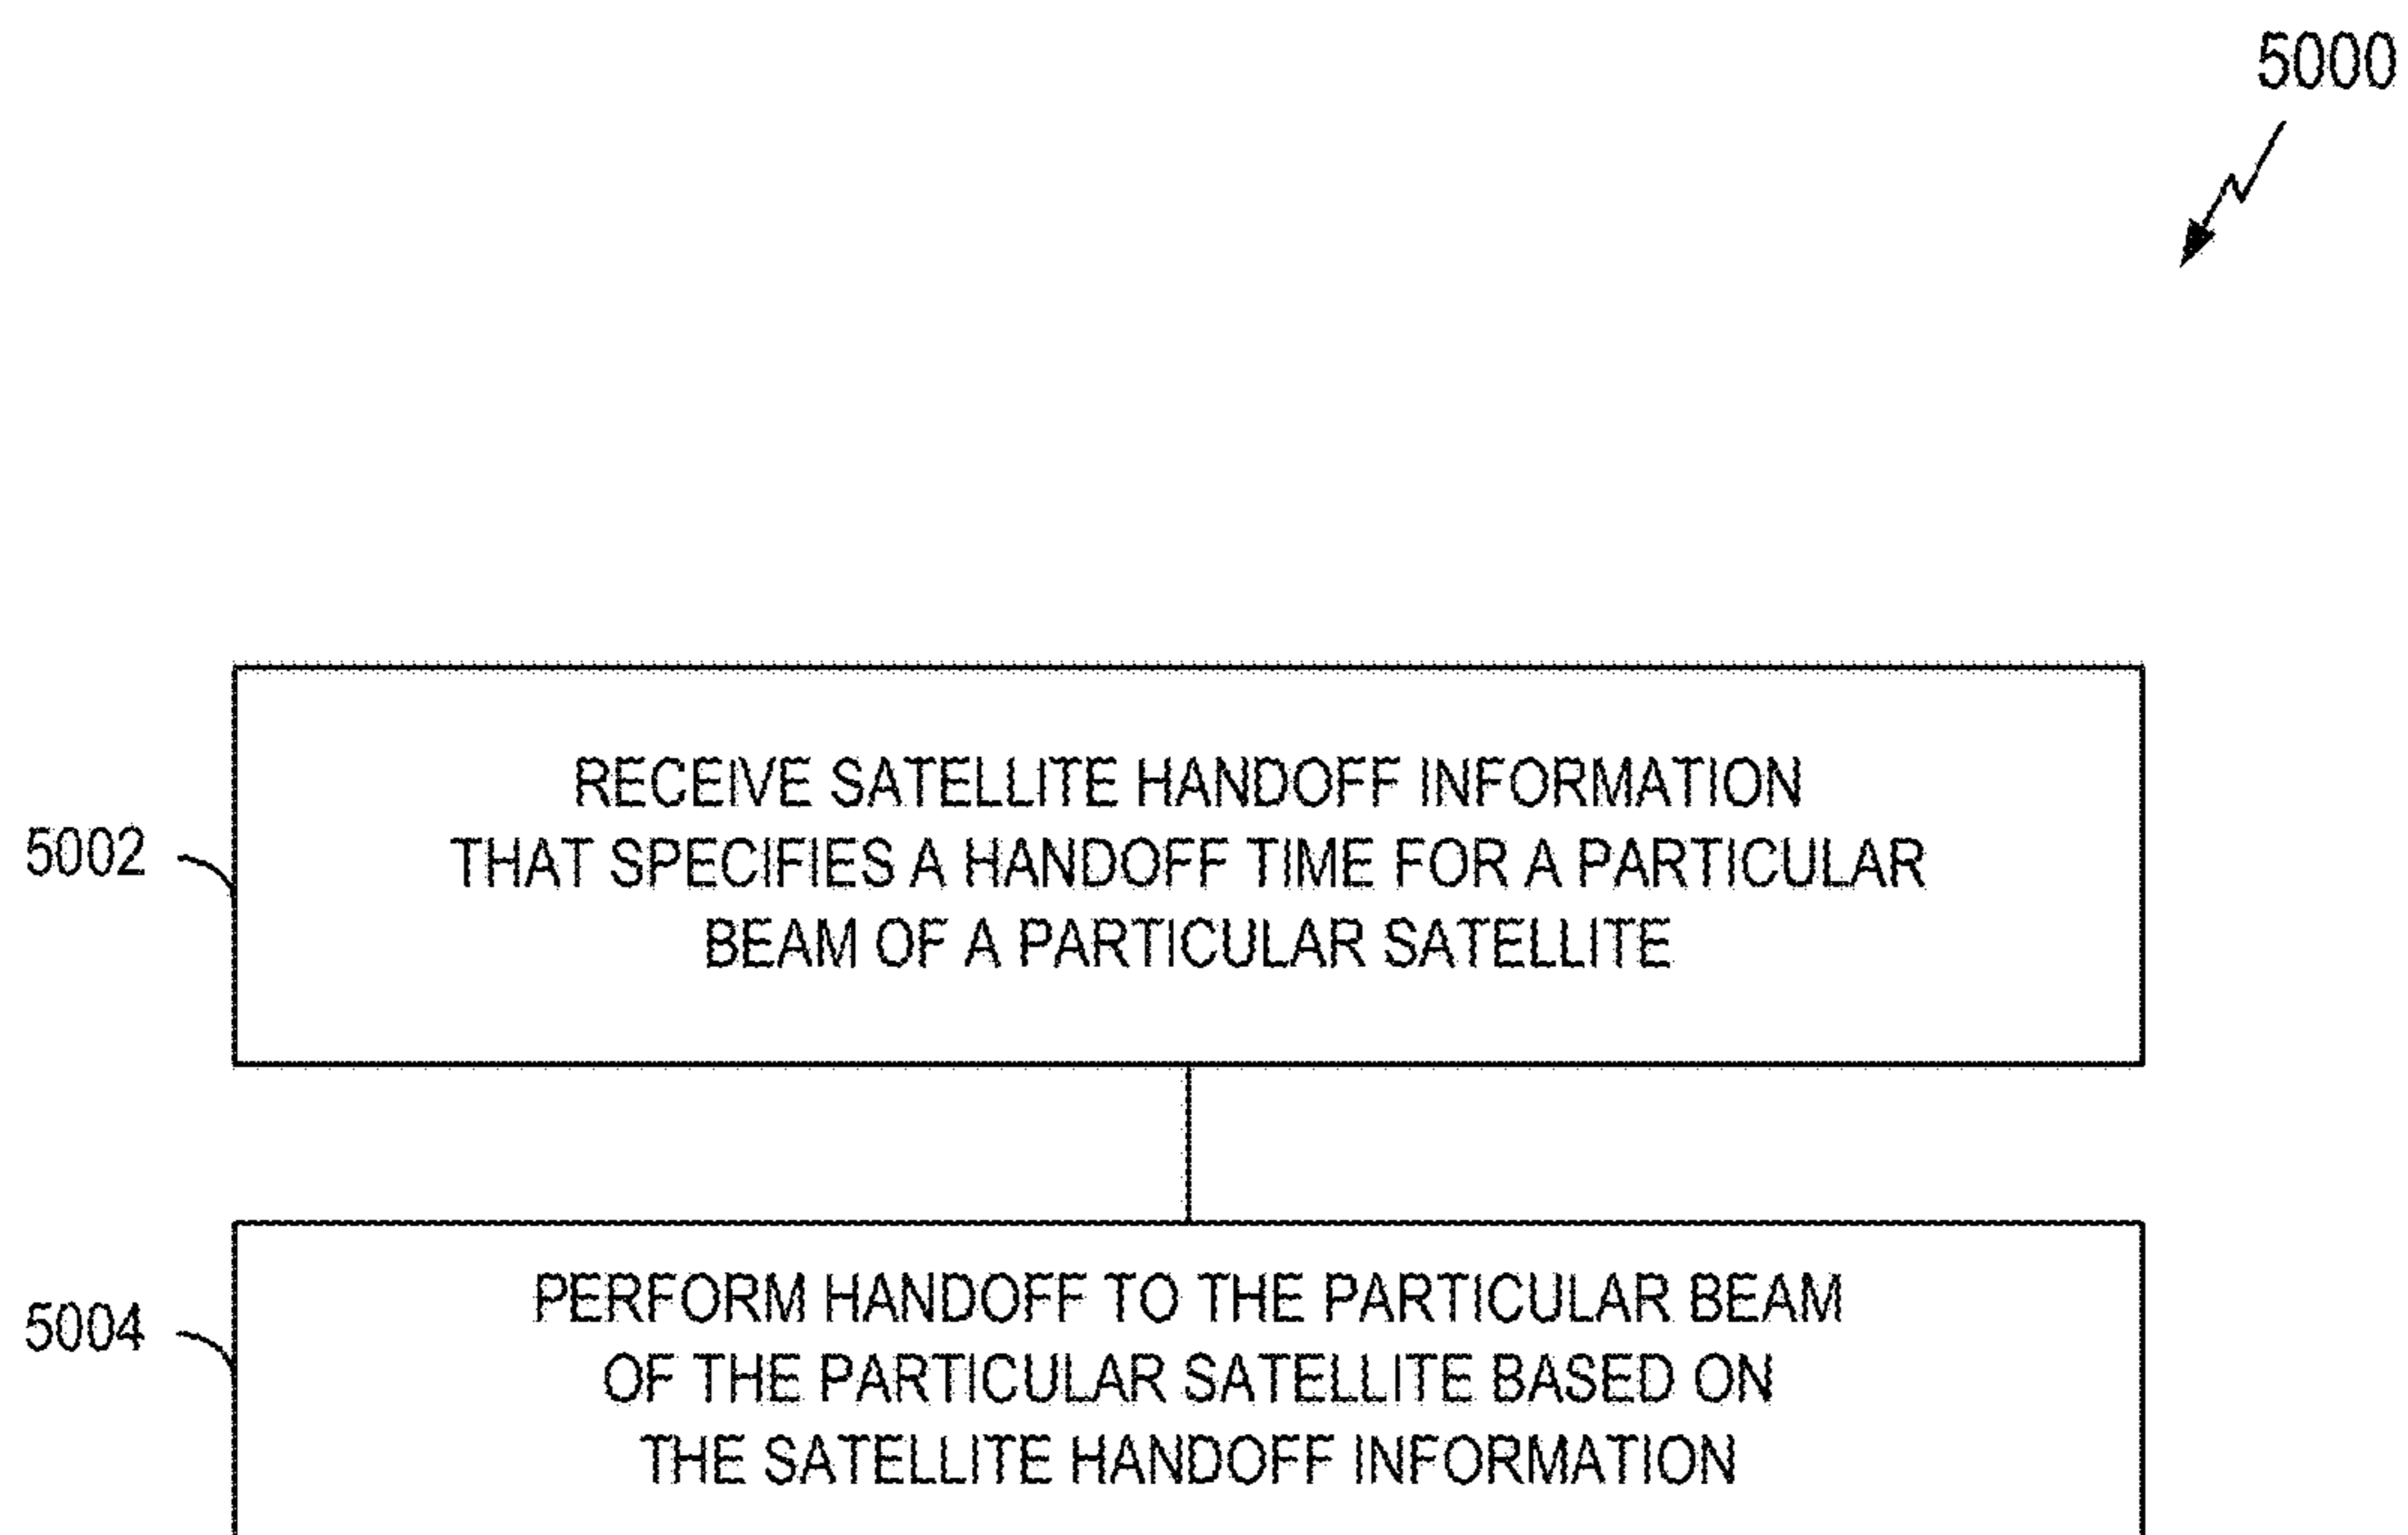 5000
RECEIVE SATELLITE HANDOFF INFORMATION
THAT SPECIFIES A HANDOFF TIME FOR A PARTICULAR
BEAM OF A PARTICULAR SATELLITE
5002
PERFORM HANDOFF TO THE PARTICULAR BEAM
OF THE PARTICULAR SATELLITE BASED ON
THE SATELLITE HANDOFF INFORMATION
5004